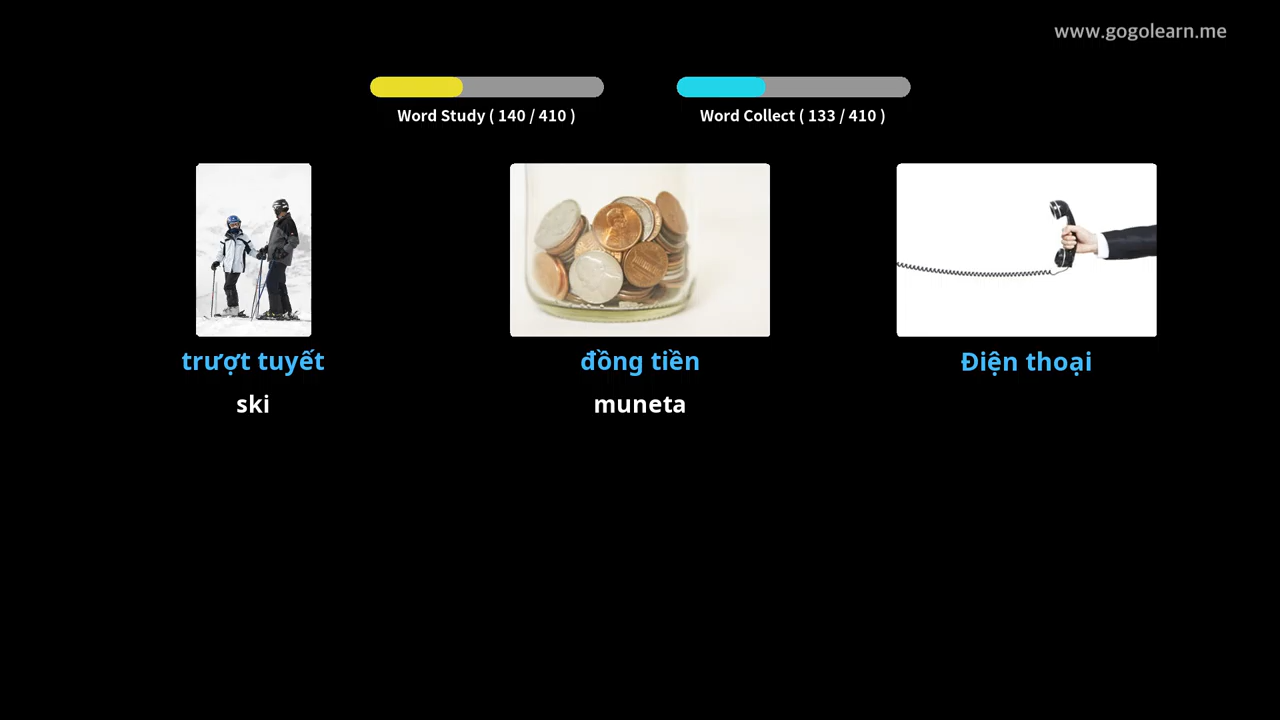 www.gogolearn.me
Word Study ( 140 / 410 )
Word Collect ( 133 / 410 )
trượt tuyết
đồng tiền
Điện thoại
ski
muneta